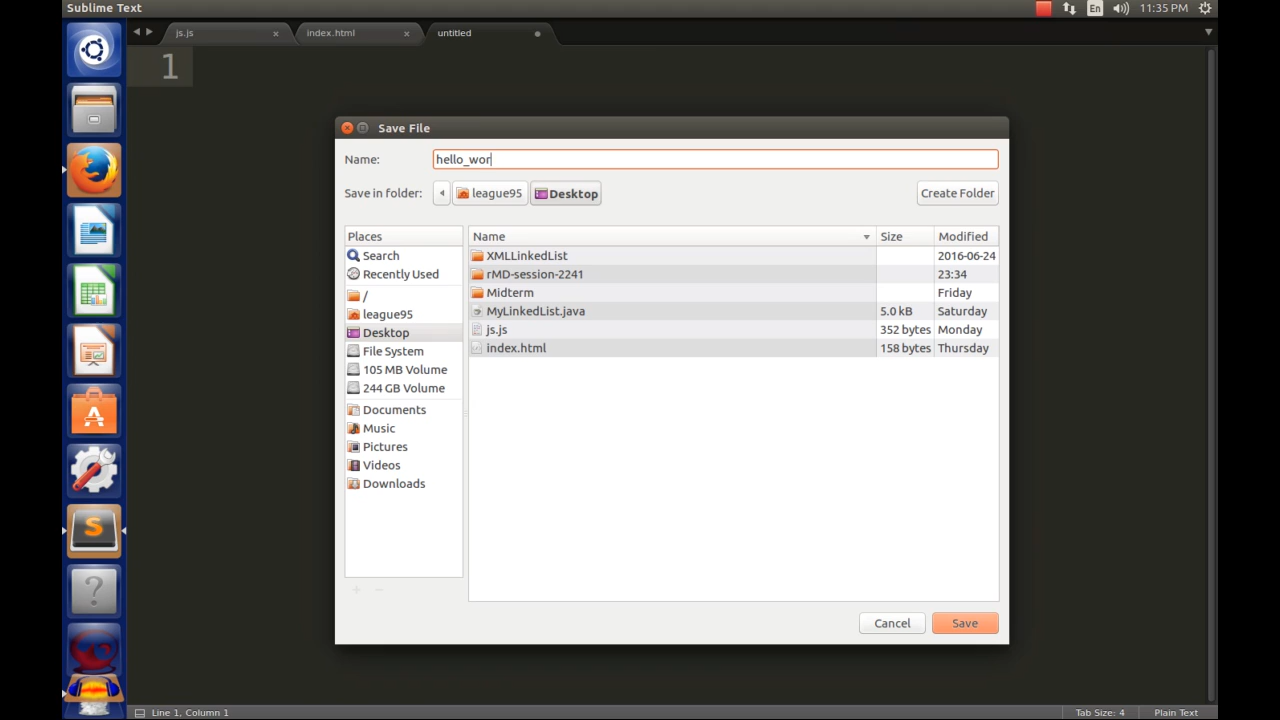 Sublime Text
En
11:35 PM
js.js
index.html
untitled
1
Save File
Name:
hello_wor
Save in folder:
league95
Desktop
Create Folder
Places
Name
Size
Modified
Search
XMLLinkedList
2016-06-24
Recently Used
rMD-session-2241
23:34
/
Midterm
Friday
league95
MyLinkedList.java
5.0 kB
Saturday
Desktop
js.js
352 bytes
Monday
File System
index.html
158 bytes
Thursday
105 MB Volume
244 GB Volume
Documents
Music
Pictures
Videos
Downloads
Cancel
Save
Line 1, Column 1
Tab Size: 4
Plain Text